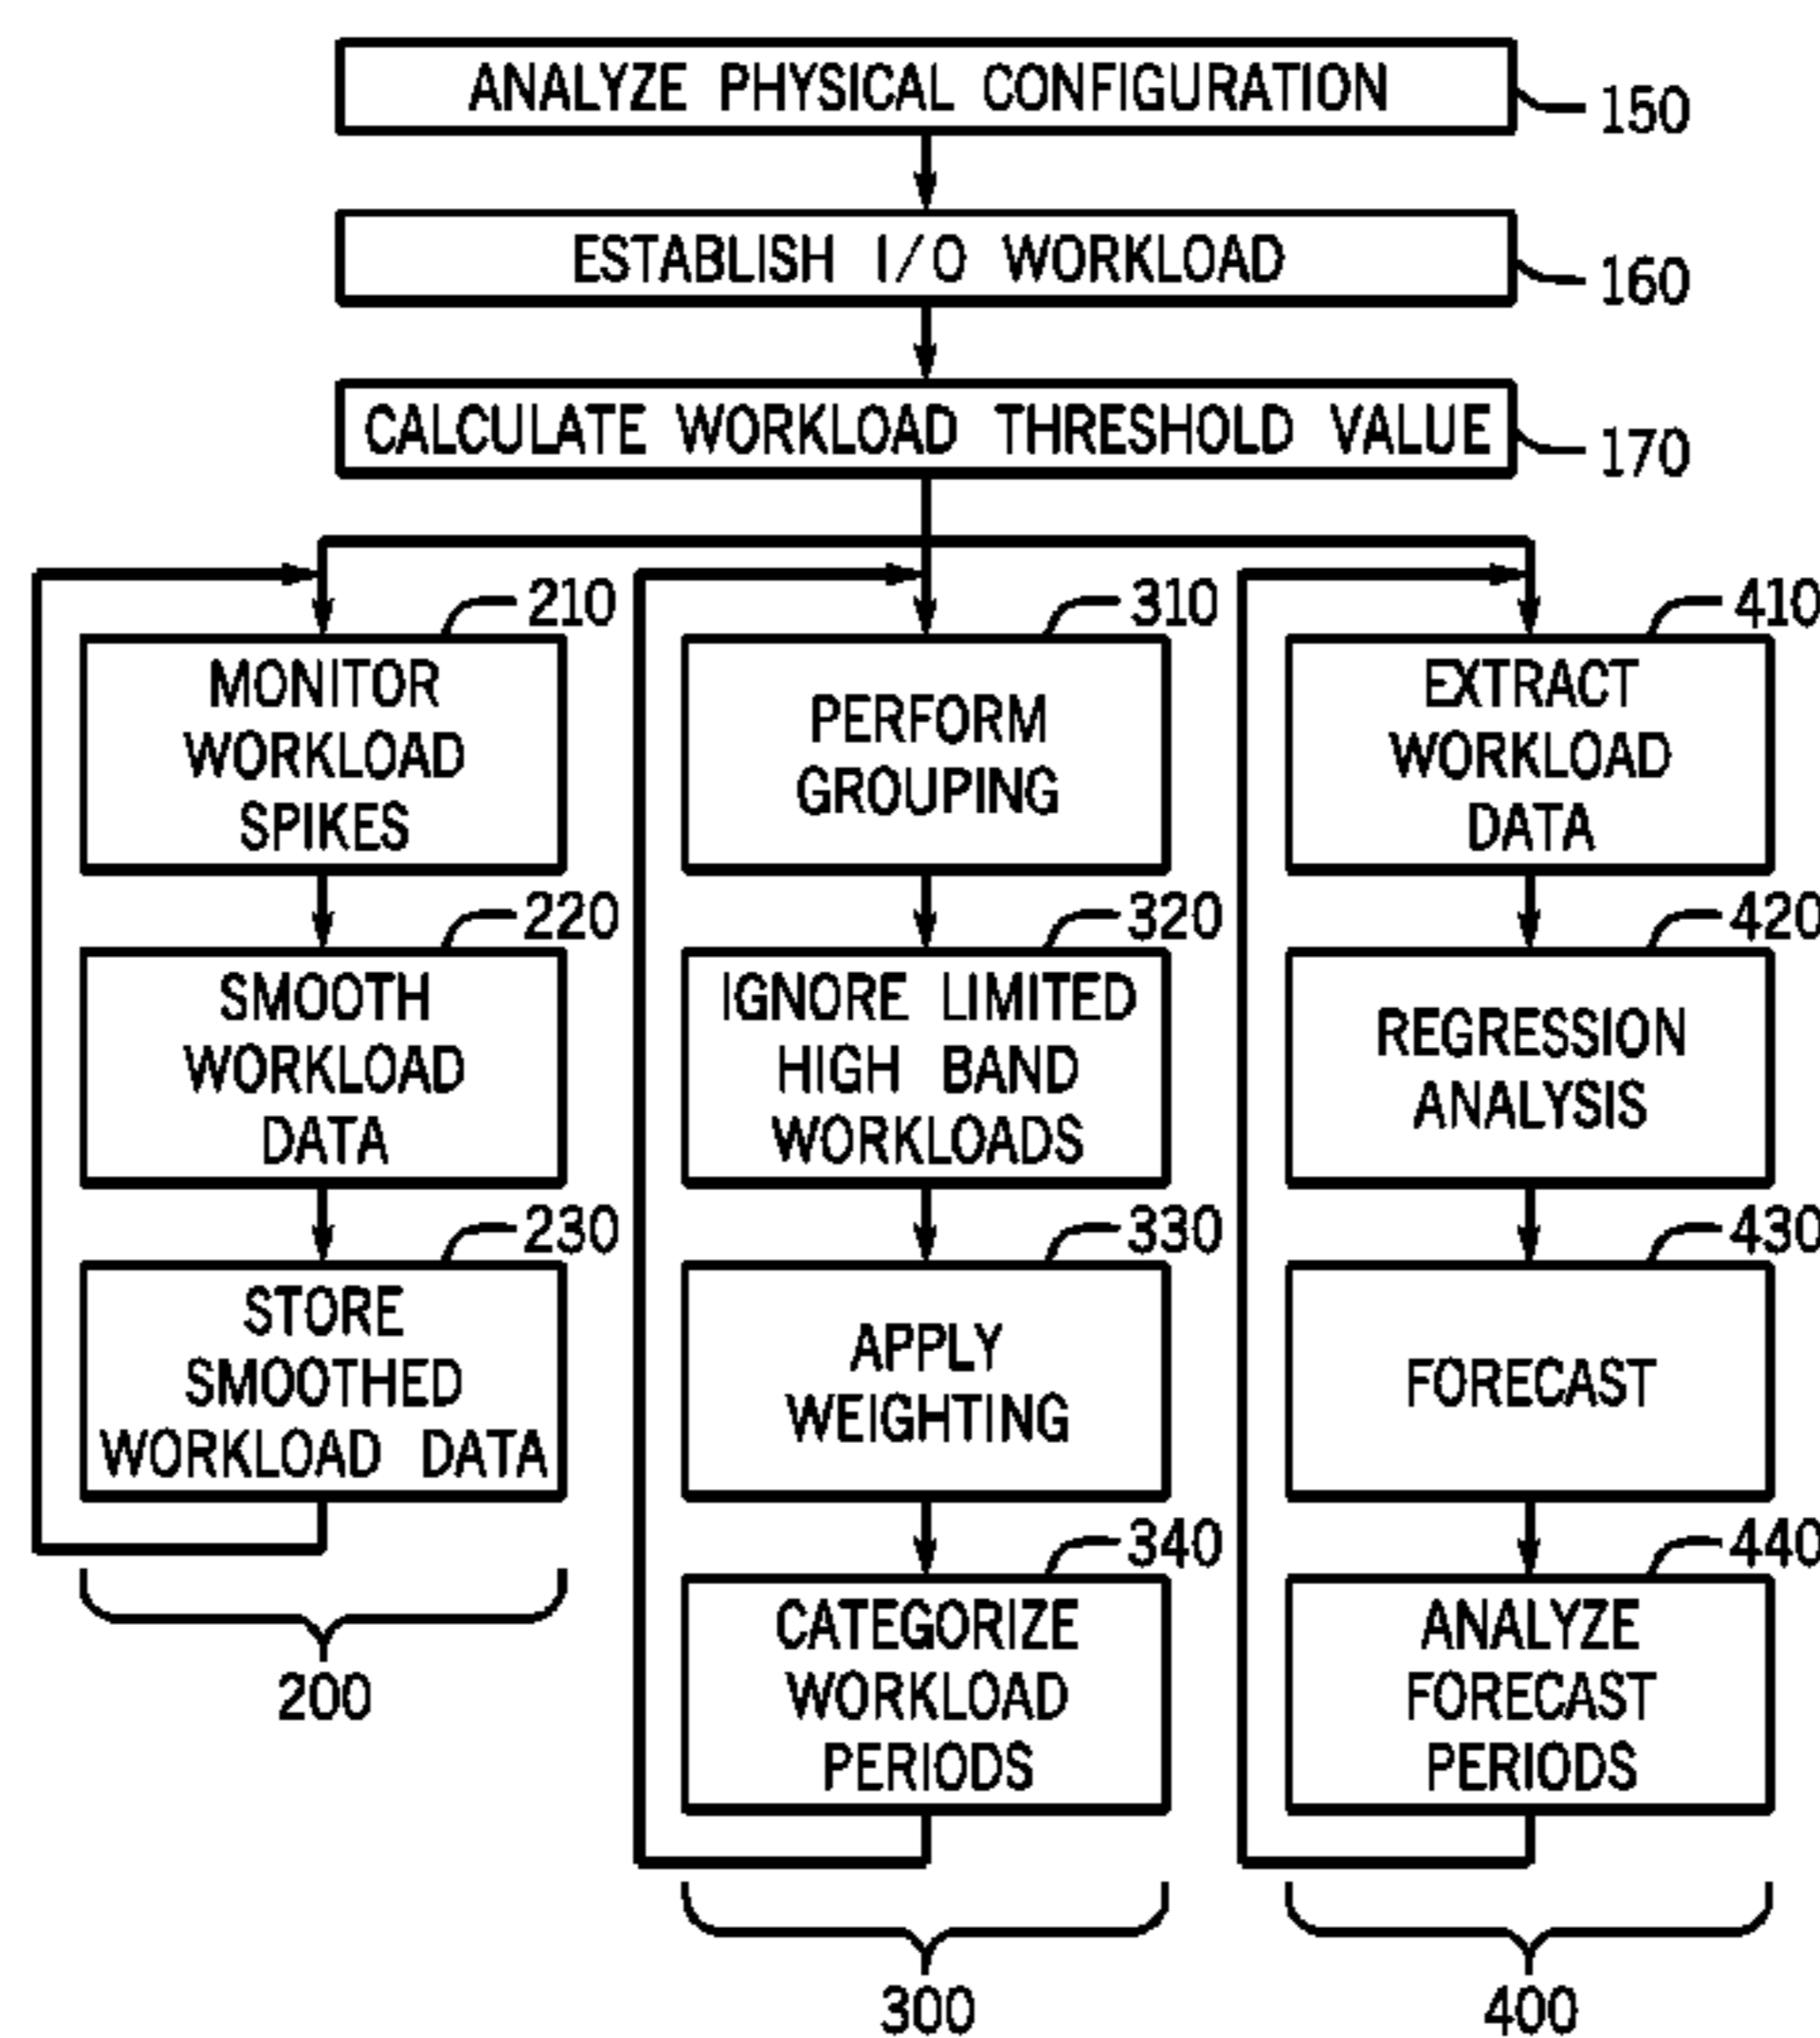 ANALYZE PHYSICAL CONFIGURATION
150
ESTABLISH I/O WORKLOAD
160
CALCULATE WORKLOAD THRESHOLD VALUE
170
210
MONITOR
WORKLOAD
SPIKES
220
SMOOTH
WORKLOAD
DATA
230
STORE
SMOOTHED
WORKLOAD DATA
200
310
PERFORM
GROUPING
320
IGNORE LIMITED
HIGH BAND
WORKLOADS
330
APPLY
WEIGHTING
340
CATEGORIZE
WORKLOAD
PERIODS
300
410
EXTRACT
WORKLOAD
DATA
420
REGRESSION
ANALYSIS
430
FORECAST
440
ANALYZE
FORECAST
PERIODS
400